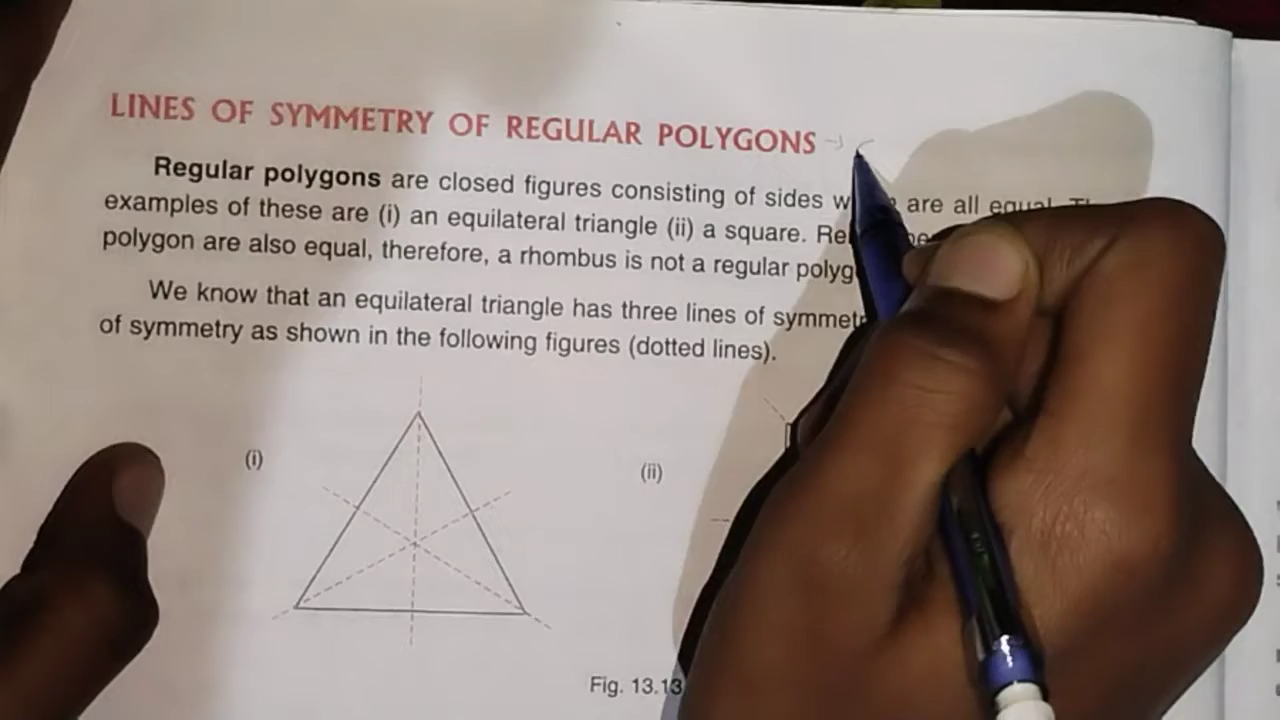 LINES OF SYMMETRY OF REGULAR POLYGONS
Regular polygons are closed figures consisting of sides are all equal.
examples of these are (i) an equilateral triangle (ii) a square.
polygon are also equal, therefore, a rhombus is not a regular
We know that an equilateral triangle has three lines of
of symmetry as shown in the following figures (dotted lines).
(i)
(ii)
Fig. 13.13